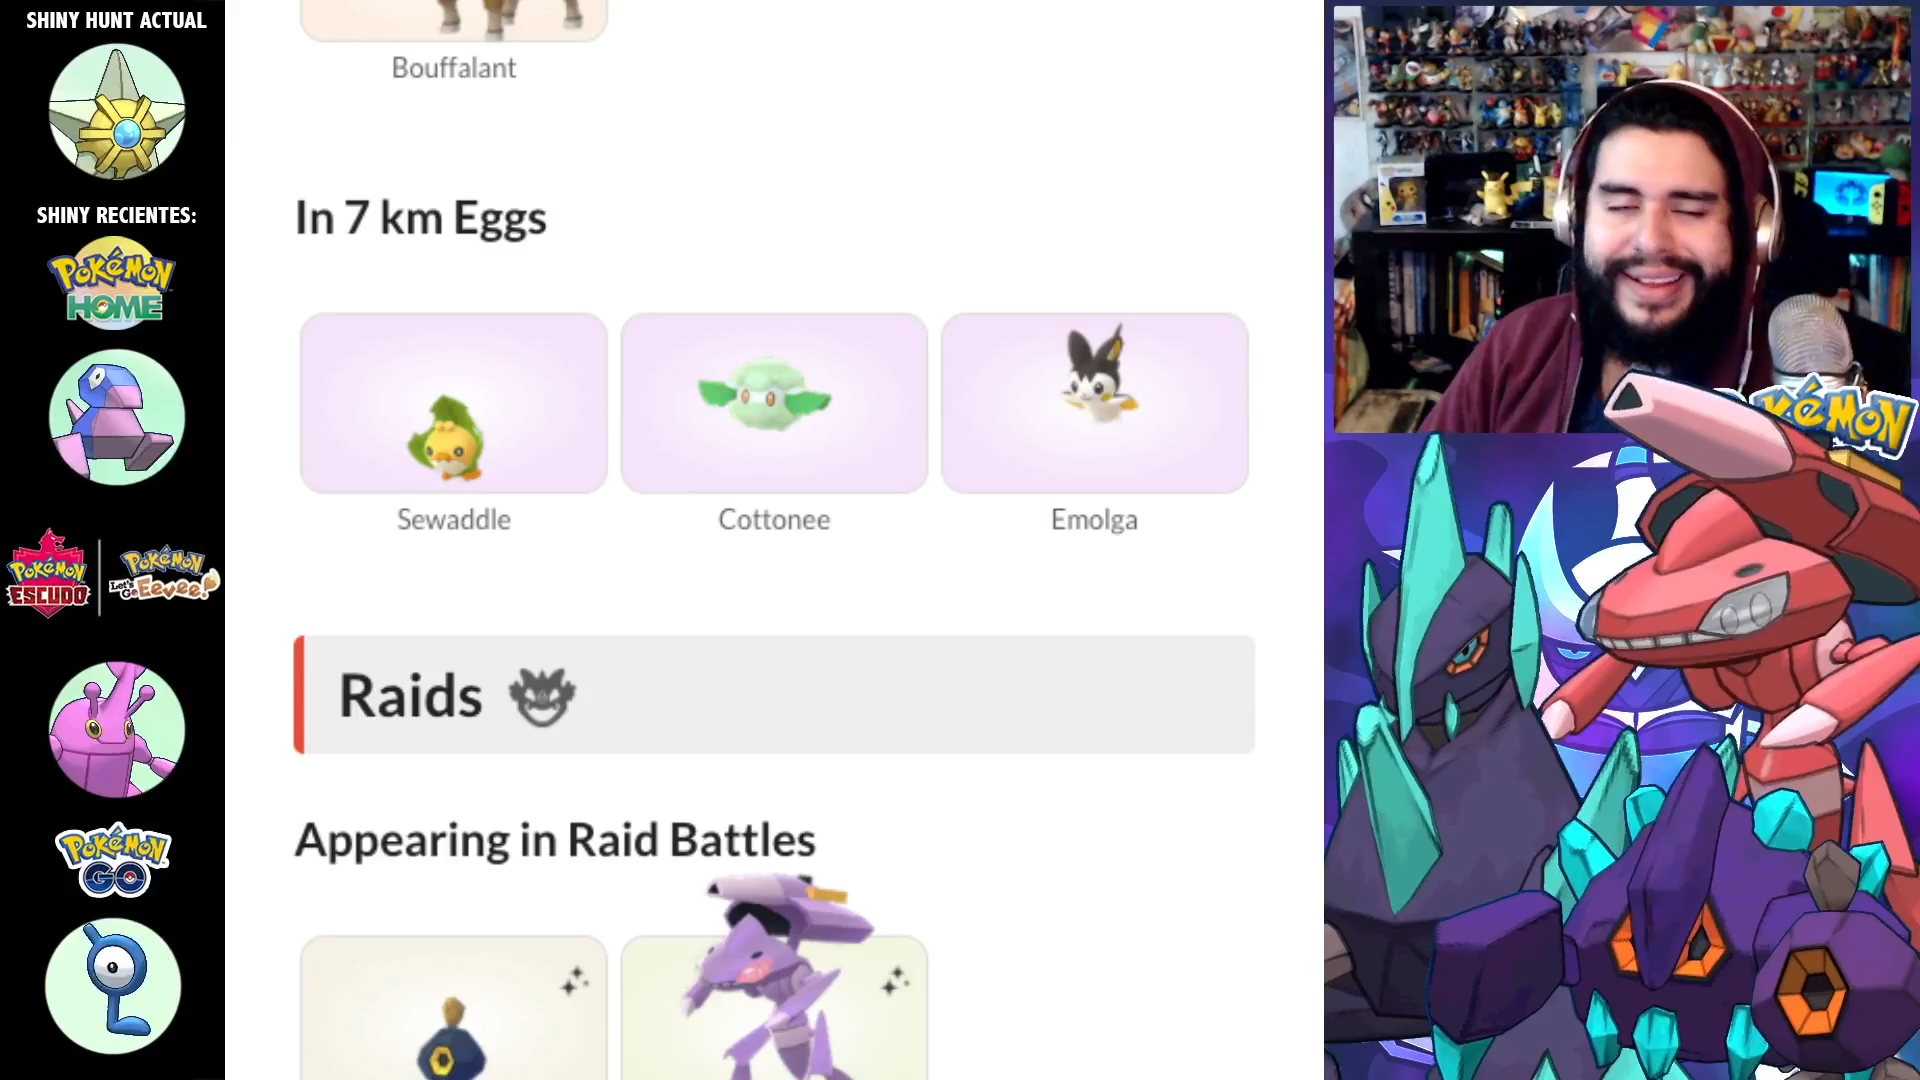 SHINY HUNT ACTUAL
SHINY RECIENTES:
POKéMON
HOME
POKéMON
ESCUDO
POKéMON
Let's Go Eevee!
POKéMON
GO
Bouffalant
In 7 km Eggs
Sewaddle
Cottonee
Emolga
Raids
Appearing in Raid Battles
KéMON